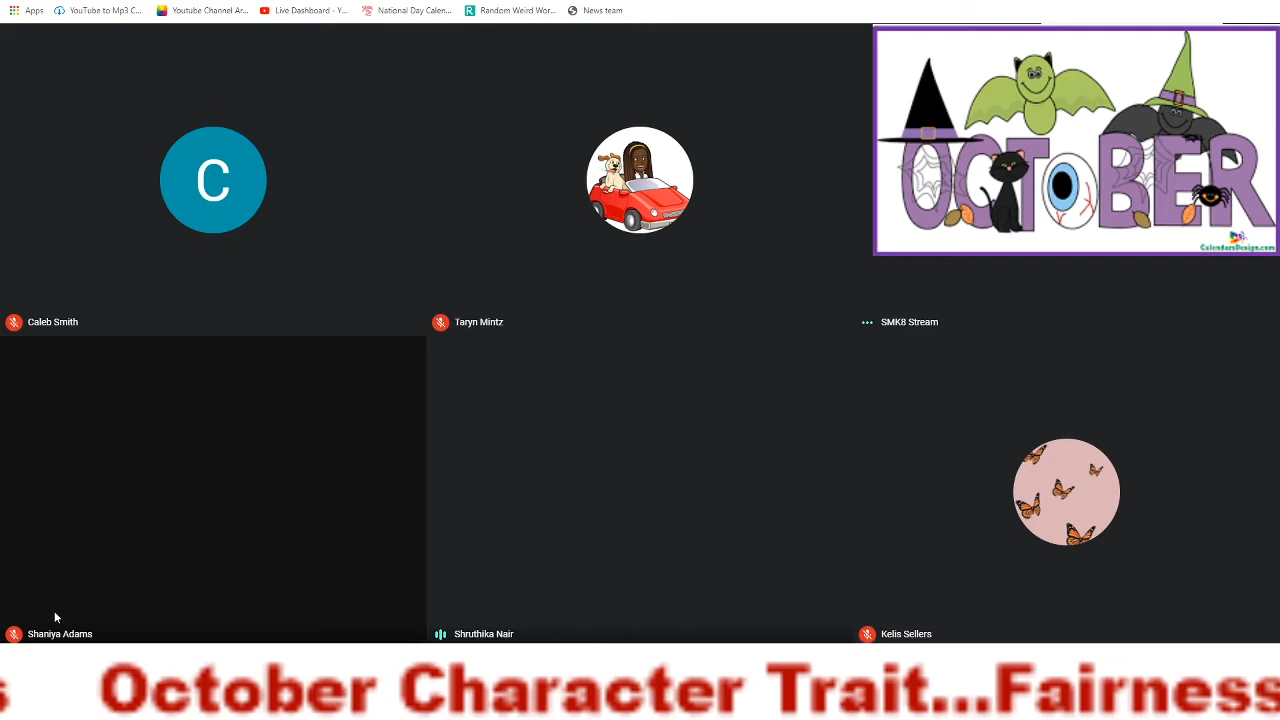 Apps YouTube to Mp3 C... Youtube Channel Ar... Live Dashboard - Y... National Day Calen... Random Weird Wor... News team
C
OCTOBER
CalendarsDesign.com
Caleb Smith
Taryn Mintz
SMK8 Stream
Shaniya Adams
Shruthika Nair
Kelis Sellers
s October Character Trait...Fairness